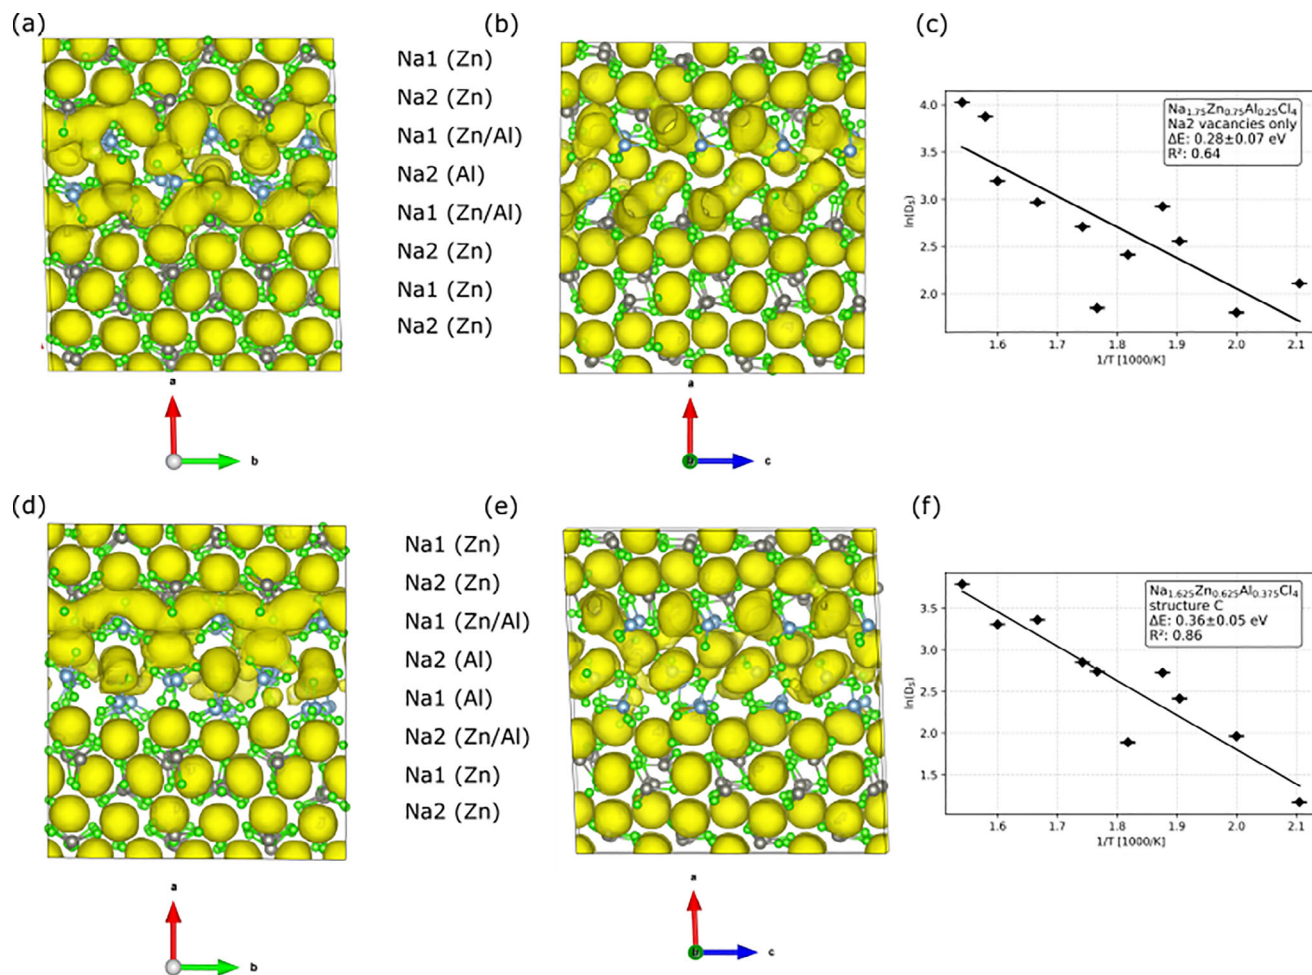 (a)
Na1 (Zn)
Na2 (Zn)
Na1 (Zn/Al)
Na2 (Al)
Na1 (Zn/Al)
Na2 (Zn)
Na1 (Zn)
Na2 (Zn)
a
b
(b)
a
b
c
(c)
4.0
3.5
3.0
2.5
2.0
ln(Dₛ)
Na₁.₇₅Zn₀.₇₅Al₀.₂₅Cl₄
Na2 vacancies only
ΔE: 0.28±0.07 eV
R²: 0.64
1.6 1.7 1.8 1.9 2.0 2.1
1/T [1000/K]
(d)
Na1 (Zn)
Na2 (Zn)
Na1 (Zn/Al)
Na2 (Al)
Na1 (Al)
Na2 (Zn/Al)
Na1 (Zn)
Na2 (Zn)
a
b
(e)
a
b
c
(f)
3.5
3.0
2.5
2.0
1.5
ln(Dₛ)
Na₁.₆₂₅Zn₀.₆₂₅Al₀.₃₇₅Cl₄
structure C
ΔE: 0.36±0.05 eV
R²: 0.86
1.6 1.7 1.8 1.9 2.0 2.1
1/T [1000/K]